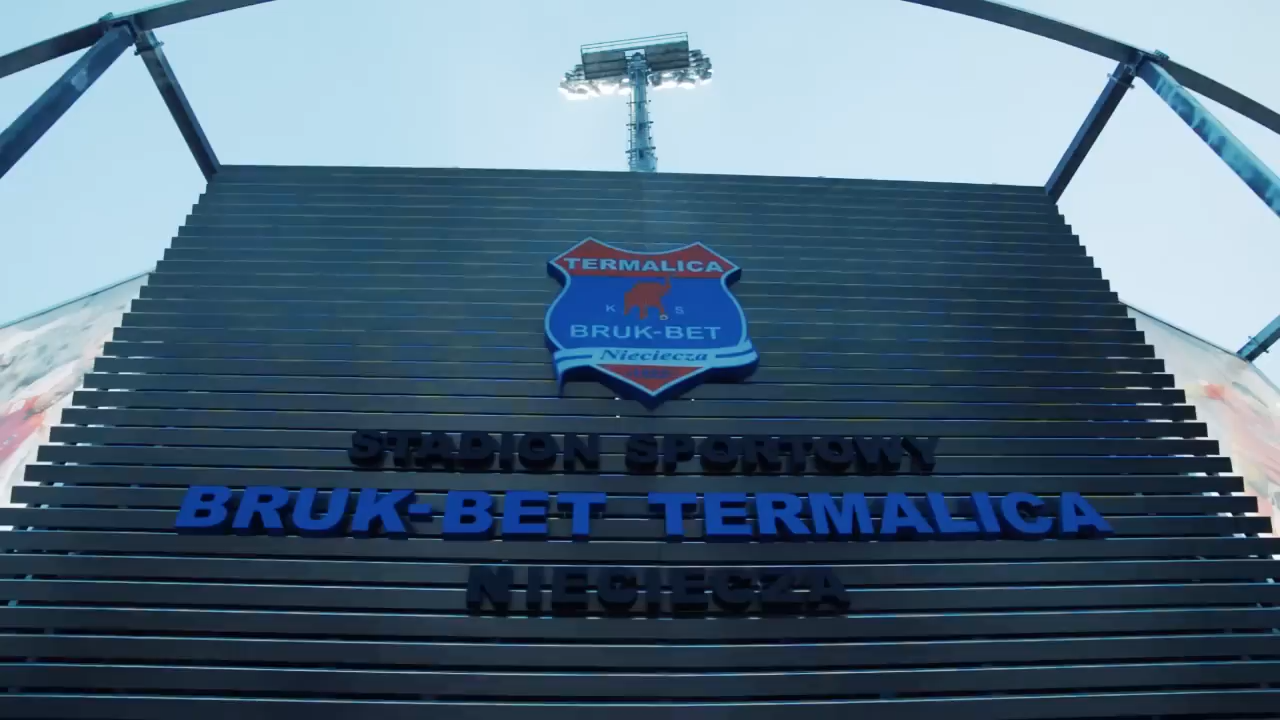 TERMALICA
K S
BRUK-BET
Nieciecza
STADION SPORTOWY
BRUK-BET TERMALICA
NIECIECZA